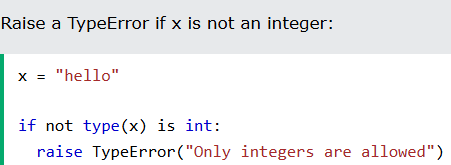 Raise a TypeError if x is not an integer:
x = "hello"
if not type(x) is int:
  raise TypeError("Only integers are allowed")